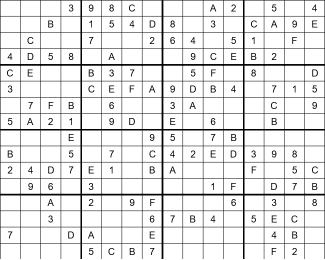 3 9 8 C A 2 5 4
B 1 5 4 D 8 3 C A 9 E
C 7 2 6 4 5 1 F
4 D 5 8 A 9 C E B 2
C E B 3 7 5 F 8 D
3 C E F A 9 D B 4 7 1 5
7 F B 6 3 A C 9
5 A 2 1 9 D E 6 B
E 9 5 7 B
B 5 7 C 4 2 E D 3 9 8
2 4 D 7 E 1 B A F 5 C
9 6 3 1 F D 7 B
A 2 9 F 6 3 8
3 6 7 B 4 5 E C
7 D A E 4 B
5 C B 7 F 2